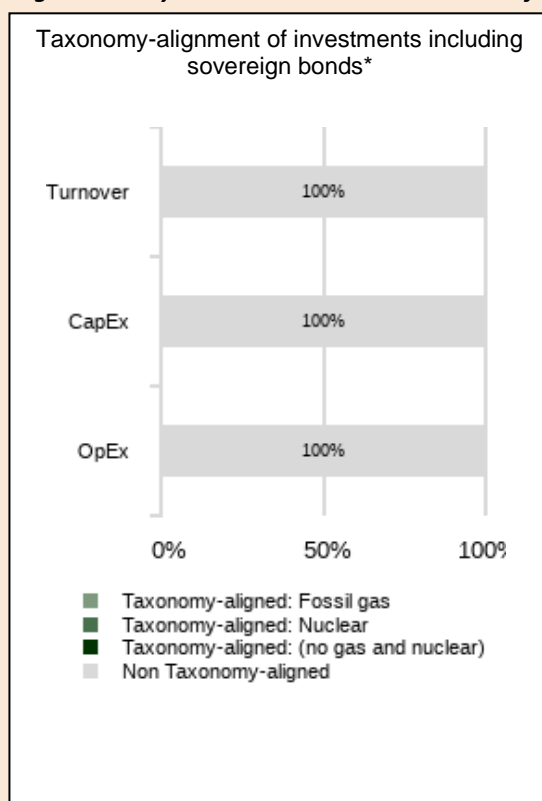 Taxonomy-alignment of investments including
sovereign bonds*
Turnover
100%
CapEx
100%
OpEx
100%
0%
50%
100%
Taxonomy-aligned: Fossil gas
Taxonomy-aligned: Nuclear
Taxonomy-aligned: (no gas and nuclear)
Non Taxonomy-aligned